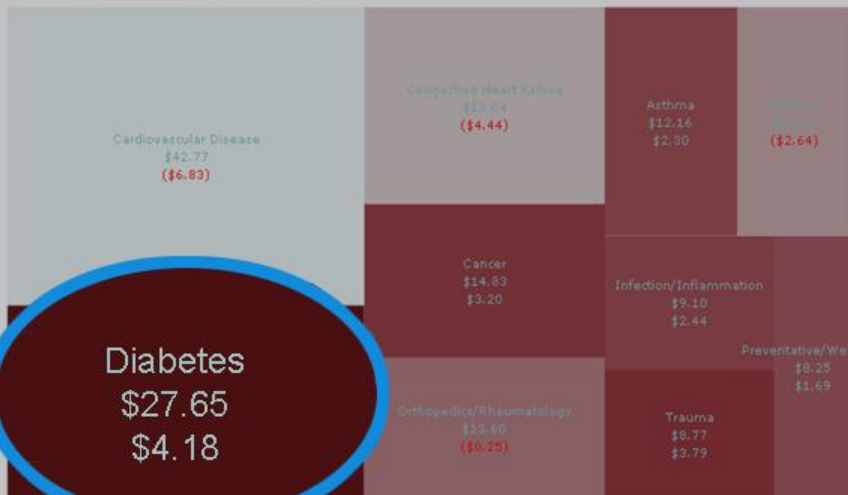 Cardiovascular Disease
$42.77
($6.83)
Congestive Heart Failure
($4.44)
Asthma
$12.16
$2.30
($2.64)
Cancer
$14.83
$3.20
Infection/Inflammation
$9.10
$2.44
Preventative/We
$8.25
$1.69
Diabetes
$27.65
$4.18
Orthopedics/Rheumatology
$13.60
($0.25)
Trauma
$8.77
$3.79